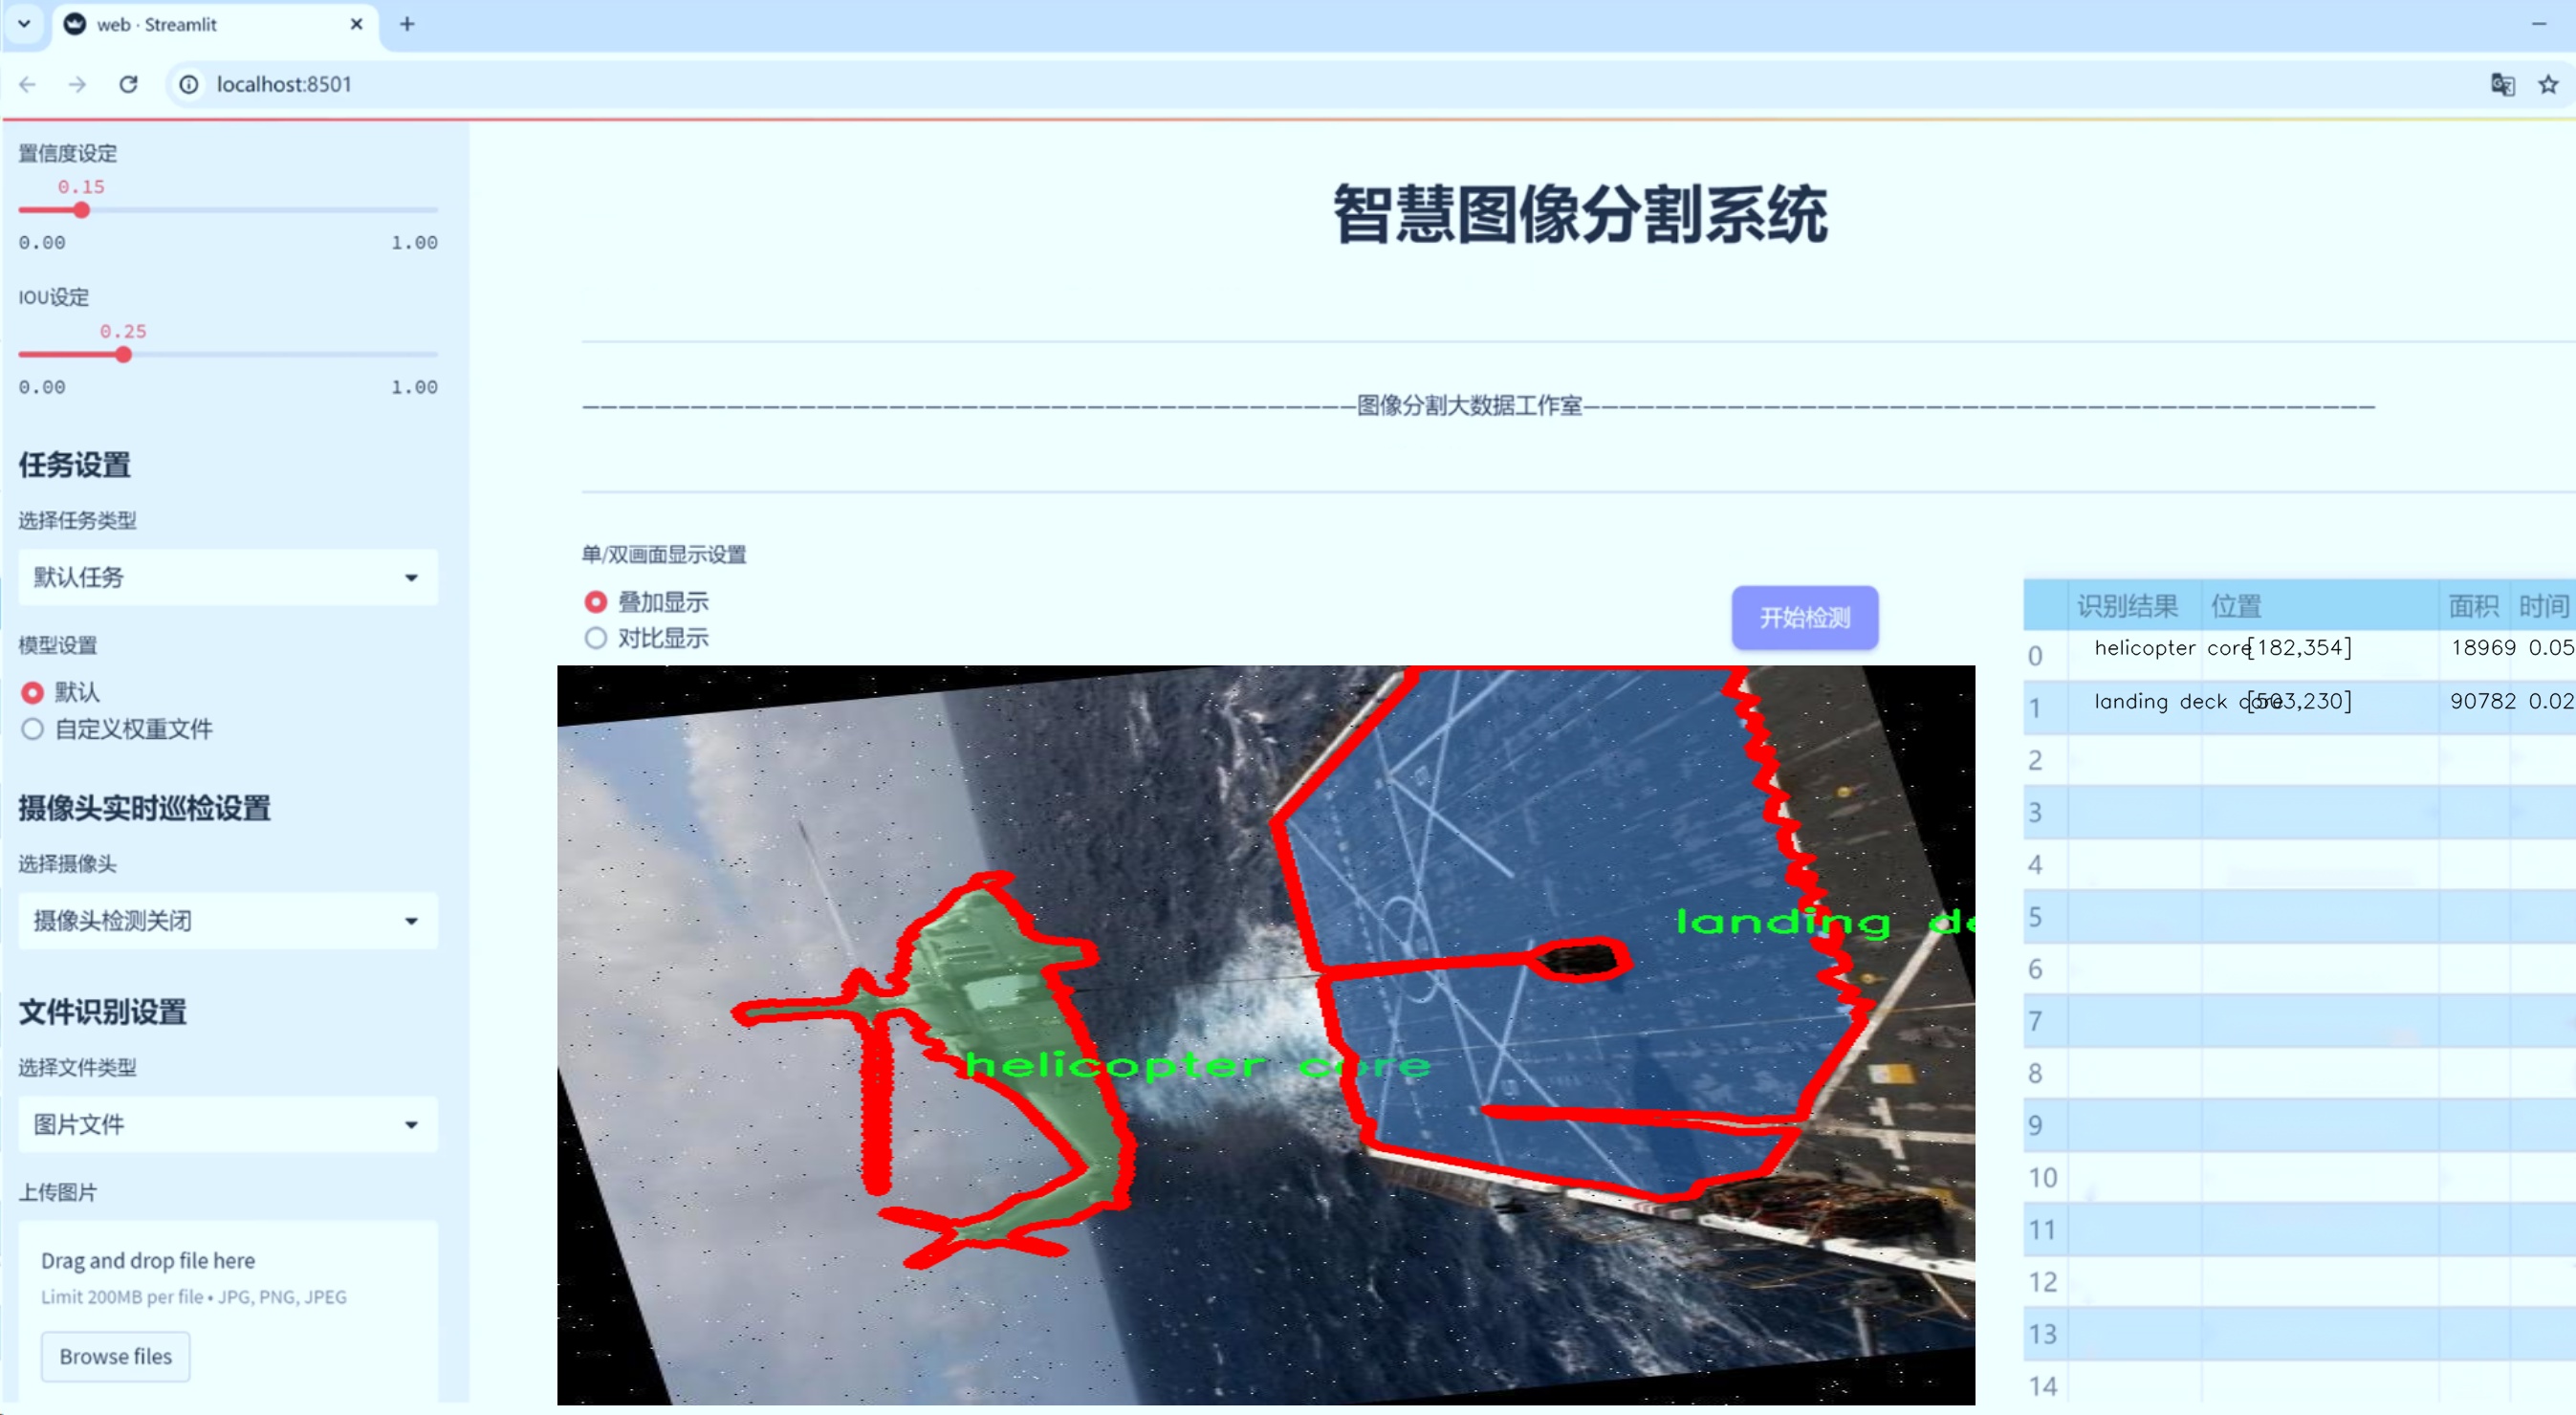 web · Streamlit
localhost:8501
置信度设定
0.15
0.00 1.00
IOU设定
0.25
0.00 1.00
任务设置
选择任务类型
默认任务
模型设置
默认
自定义权重文件
摄像头实时巡检设置
选择摄像头
摄像头检测关闭
文件识别设置
选择文件类型
图片文件
上传图片
Drag and drop file here
Limit 200MB per file • JPG, PNG, JPEG
Browse files
智慧图像分割系统
图像分割大数据工作室
单/双画面显示设置
叠加显示
对比显示
开始检测
landing de
helicopter core
识别结果 位置 面积 时间
0 helicopter core [182,354] 18969 0.05
1 landing deck core [503,230] 90782 0.02
2
3
4
5
6
7
8
9
10
11
12
13
14